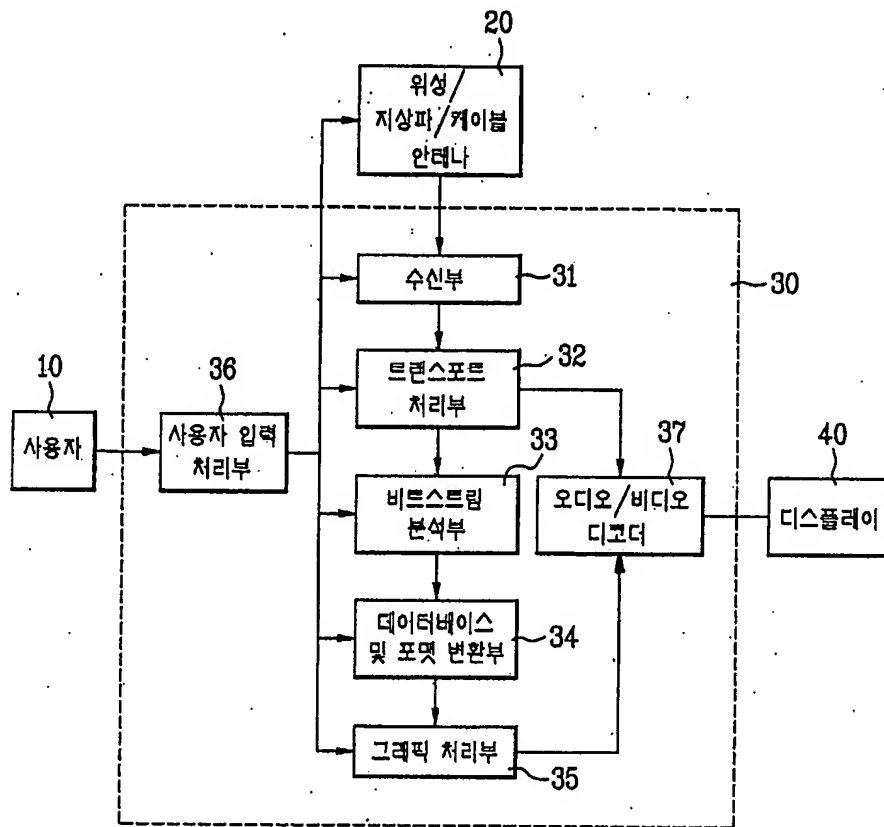 20
위성/
지상파/케이블
안테나
수신부
31
30
32
트랜스포트
처리부
10
사용자
36
사용자 입력
처리부
33
비트스트림
분석부
37
오디오/비디오
디코더
40
디스플레이
데이터베이스
및 포맷 변환부
34
그래픽 처리부
35